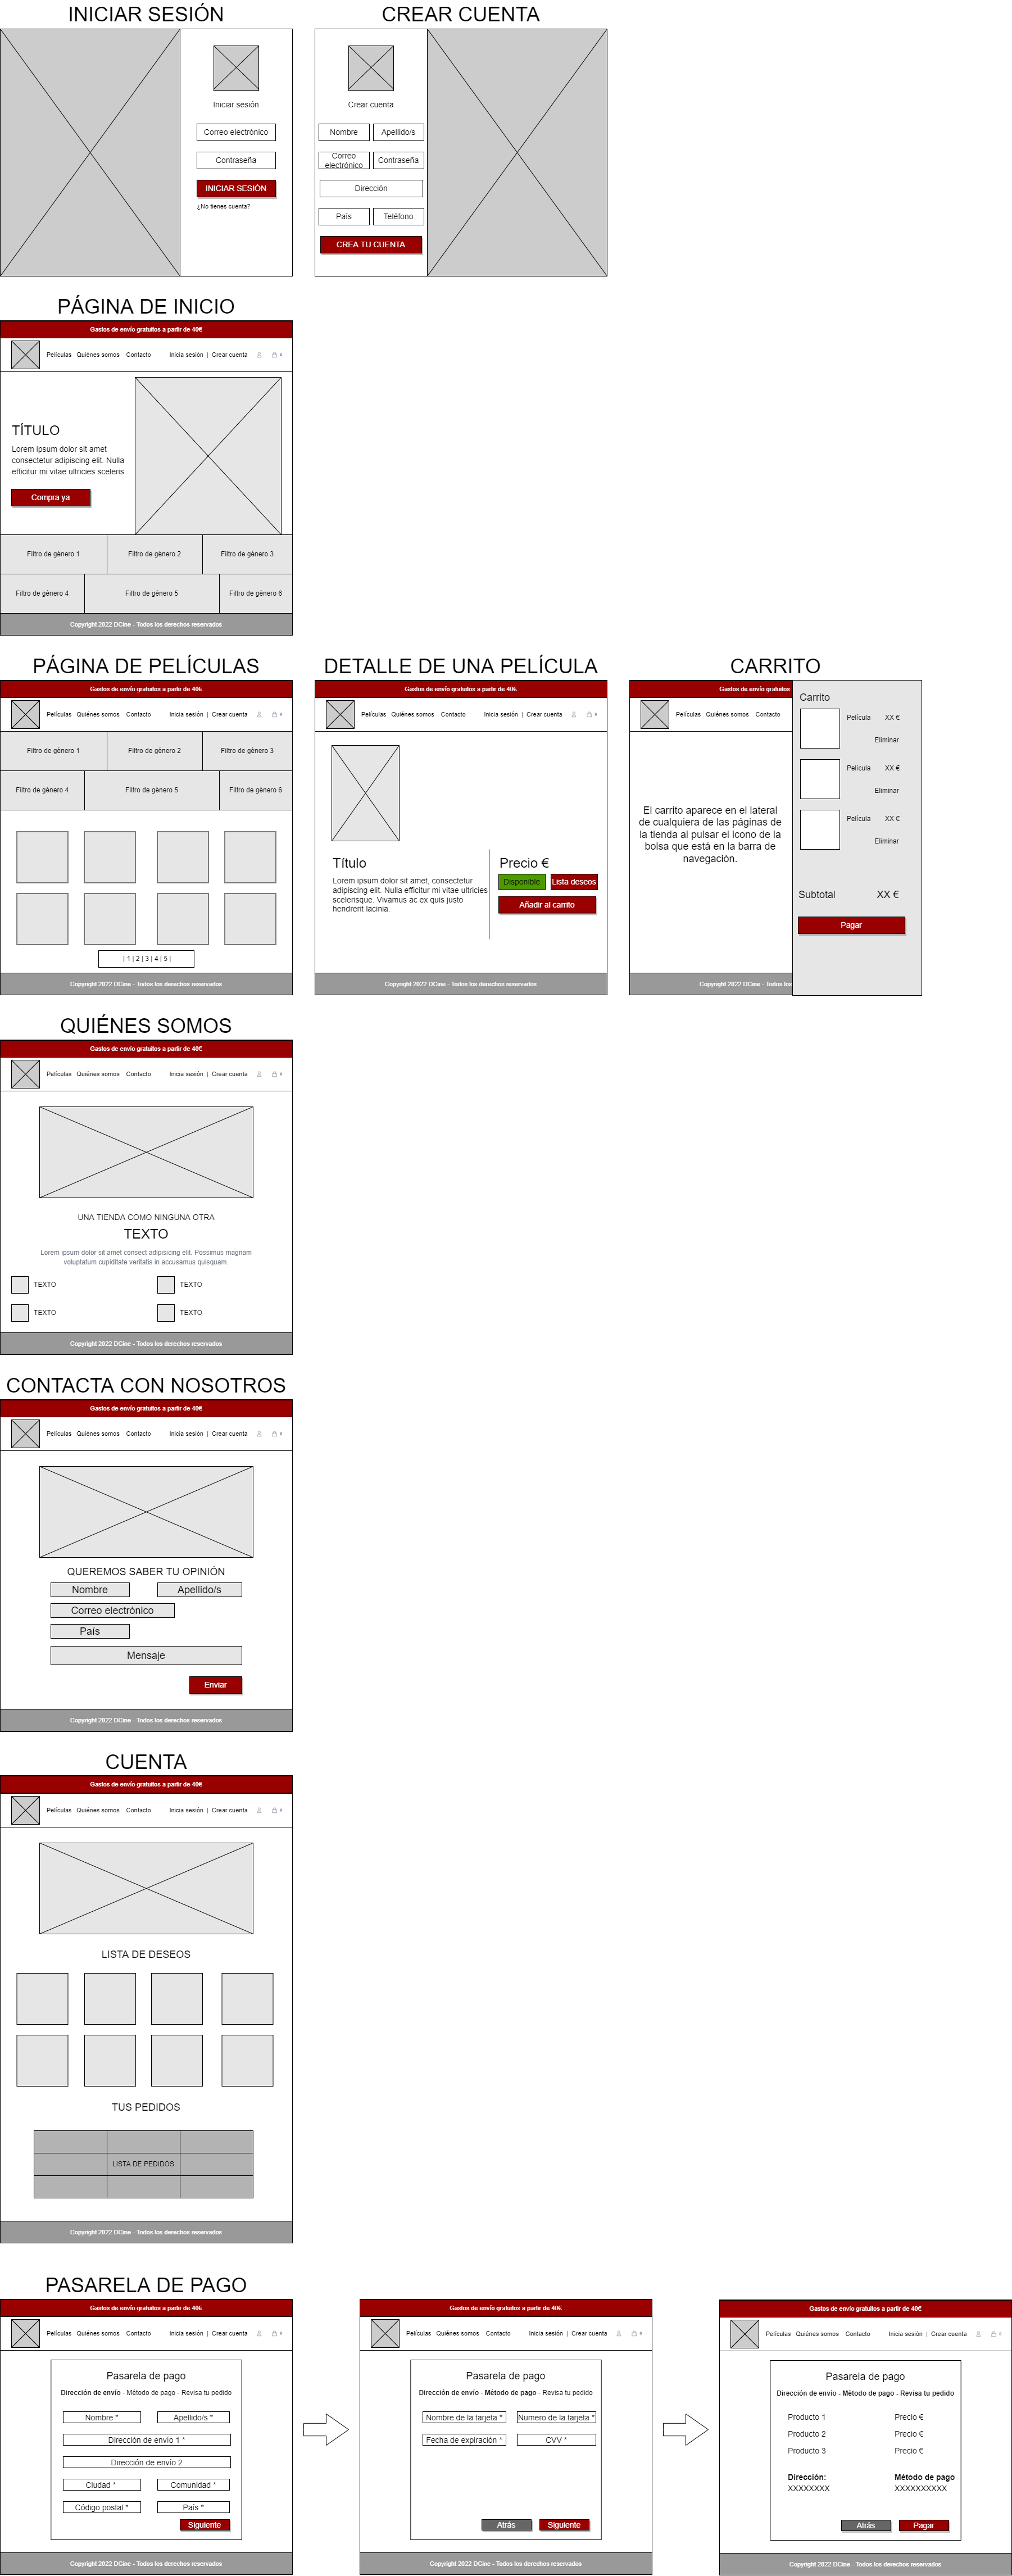 INICIAR SESIÓN
CREAR CUENTA
Iniciar sesión
Correo electrónico
Contraseña
INICIAR SESIÓN
¿No tienes cuenta?
Crear cuenta
Nombre
Apellido/s
Correo
electrónico
Contraseña
Dirección
País
Teléfono
CREA TU CUENTA
PÁGINA DE INICIO
Gastos de envío gratuitos a partir de 40€
Películas Quiénes somos Contacto Inicia sesión | Crear cuenta 0
TÍTULO
Lorem ipsum dolor sit amet
consectetur adipiscing elit. Nulla
efficitur mi vitae ultricies sceleris
Compra ya
Filtro de género 1
Filtro de género 2
Filtro de género 3
Filtro de género 4
Filtro de género 5
Filtro de género 6
Copyright 2022 DCine - Todos los derechos reservados
PÁGINA DE PELÍCULAS
Gastos de envío gratuitos a partir de 40€
Películas Quiénes somos Contacto Inicia sesión | Crear cuenta 0
Filtro de género 1
Filtro de género 2
Filtro de género 3
Filtro de género 4
Filtro de género 5
Filtro de género 6
| 1 | 2 | 3 | 4 | 5 |
Copyright 2022 DCine - Todos los derechos reservados
DETALLE DE UNA PELÍCULA
Gastos de envío gratuitos a partir de 40€
Películas Quiénes somos Contacto Inicia sesión | Crear cuenta 0
Título
Lorem ipsum dolor sit amet, consectetur
adipiscing elit. Nulla efficitur mi vitae ultricies
scelerisque. Vivamus ac ex quis justo
hendrerit lacinia.
Precio €
Disponible
Lista deseos
Añadir al carrito
Copyright 2022 DCine - Todos los derechos reservados
CARRITO
Gastos de envío gratuitos
Películas Quiénes somos Contacto
El carrito aparece en el lateral
de cualquiera de las páginas de
la tienda al pulsar el icono de la
bolsa que está en la barra de
navegación.
Copyright 2022 DCine - Todos los
Carrito
Película XX €
Eliminar
Película XX €
Eliminar
Película XX €
Eliminar
Subtotal XX €
Pagar
QUIÉNES SOMOS
Gastos de envío gratuitos a partir de 40€
Películas Quiénes somos Contacto Inicia sesión | Crear cuenta 0
UNA TIENDA COMO NINGUNA OTRA
TEXTO
Lorem ipsum dolor sit amet consect adipisicing elit. Possimus magnam
voluptatum cupiditate veritatis in accusamus quisquam.
TEXTO
TEXTO
TEXTO
TEXTO
Copyright 2022 DCine - Todos los derechos reservados
CONTACTA CON NOSOTROS
Gastos de envío gratuitos a partir de 40€
Películas Quiénes somos Contacto Inicia sesión | Crear cuenta 0
QUEREMOS SABER TU OPINIÓN
Nombre
Apellido/s
Correo electrónico
País
Mensaje
Enviar
Copyright 2022 DCine - Todos los derechos reservados
CUENTA
Gastos de envío gratuitos a partir de 40€
Películas Quiénes somos Contacto Inicia sesión | Crear cuenta 0
LISTA DE DESEOS
TUS PEDIDOS
LISTA DE PEDIDOS
Copyright 2022 DCine - Todos los derechos reservados
PASARELA DE PAGO
Gastos de envío gratuitos a partir de 40€
Películas Quiénes somos Contacto Inicia sesión | Crear cuenta 0
Pasarela de pago
Dirección de envío - Método de pago - Revisa tu pedido
Nombre *
Apellido/s *
Dirección de envío 1 *
Dirección de envío 2
Ciudad *
Comunidad *
Código postal *
País *
Siguiente
Copyright 2022 DCine - Todos los derechos reservados
Gastos de envío gratuitos a partir de 40€
Películas Quiénes somos Contacto Inicia sesión | Crear cuenta 0
Pasarela de pago
Dirección de envío - Método de pago - Revisa tu pedido
Nombre de la tarjeta *
Numero de la tarjeta *
Fecha de expiración *
CVV *
Atrás
Siguiente
Copyright 2022 DCine - Todos los derechos reservados
Gastos de envío gratuitos a partir de 40€
Películas Quiénes somos Contacto Inicia sesión | Crear cuenta 0
Pasarela de pago
Dirección de envío - Método de pago - Revisa tu pedido
Producto 1 Precio €
Producto 2 Precio €
Producto 3 Precio €
Dirección: Método de pago
XXXXXXXX XXXXXXXXXX
Atrás
Pagar
Copyright 2022 DCine - Todos los derechos reservados